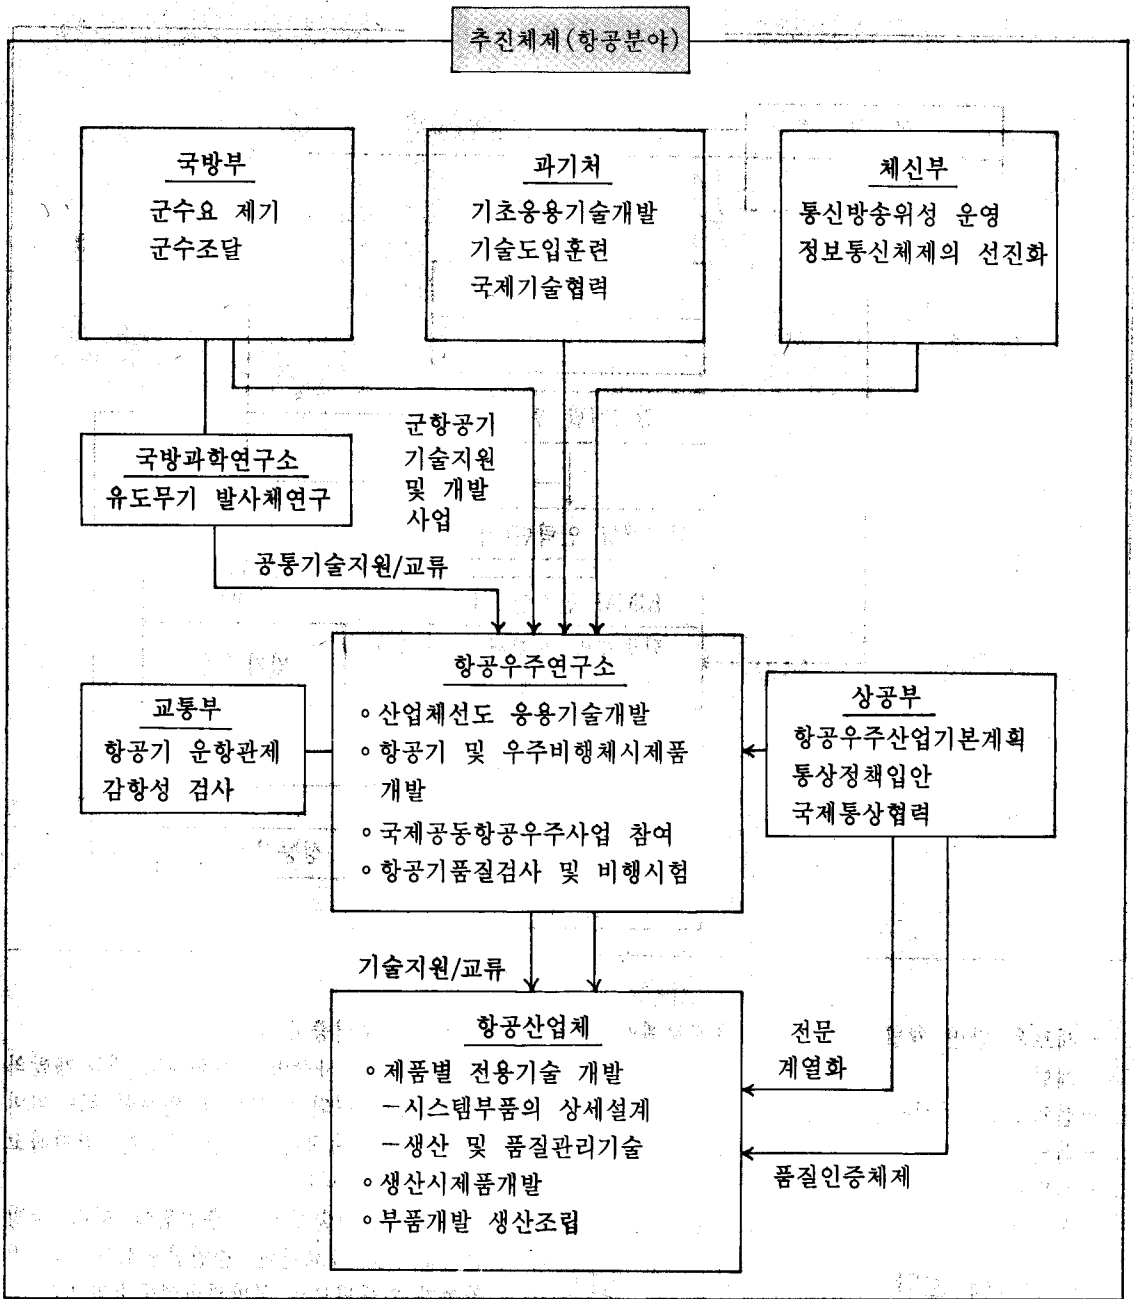 추진체제(항공분야)
국방부
군수요 제기
군수조달
과기처
기초응용기술개발
기술도입훈련
국제기술협력
체신부
통신방송위성 운영
정보통신체제의 선진화
국방과학연구소
유도무기 발사체연구
군항공기
기술지원
및 개발
사업
공통기술지원/교류
항공우주연구소
∘산업체선도 응용기술개발
∘항공기 및 우주비행체시제품
개발
∘국제공동항공우주사업 참여
∘항공기품질검사 및 비행시험
교통부
항공기 운항관제
감항성 검사
상공부
항공우주산업기본계획
통상정책입안
국제통상협력
기술지원/교류
항공산업체
∘제품별 전용기술 개발
－시스템부품의 상세설계
－생산 및 품질관리기술
∘생산시제품개발
∘부품개발 생산조립
전문
계열화
품질인증체제